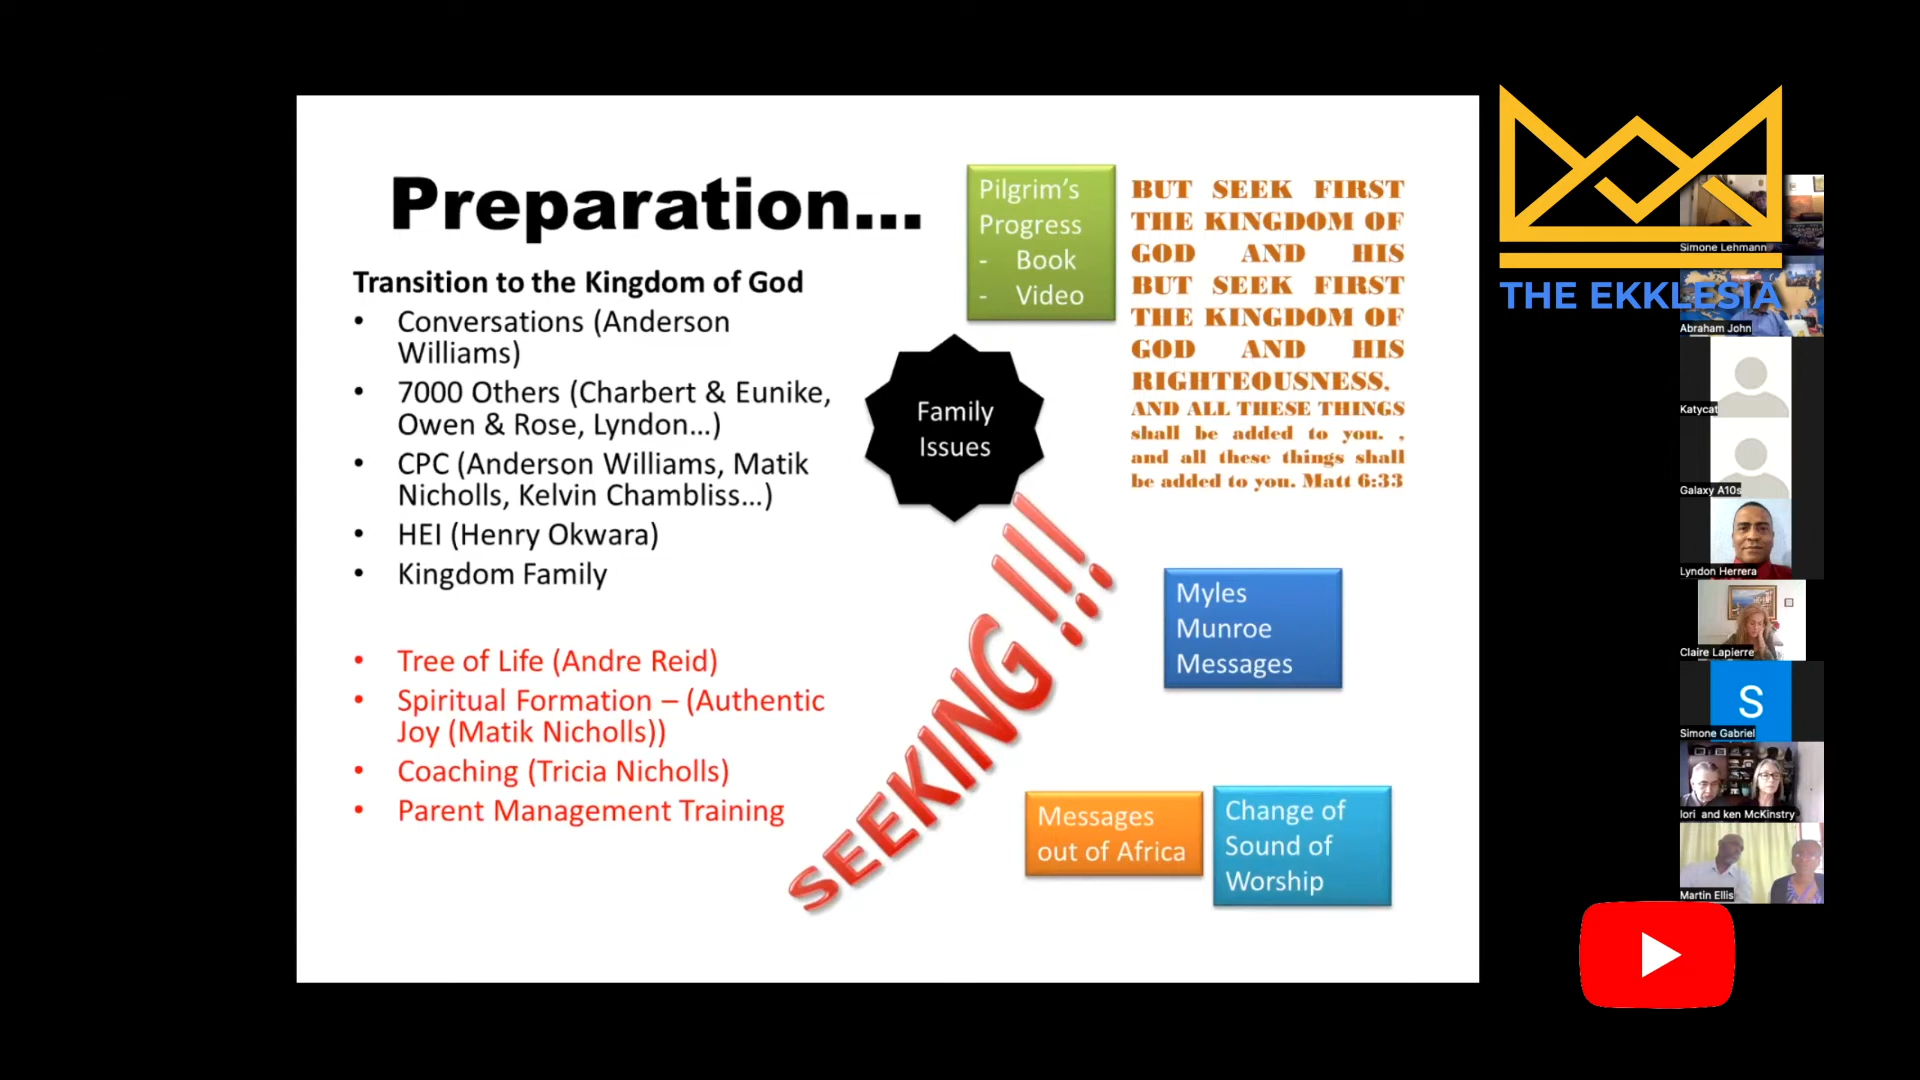 Preparation...
Transition to the Kingdom of God
• Conversations (Anderson
Williams)
• 7000 Others (Charbert & Eunike,
Owen & Rose, Lyndon...)
• CPC (Anderson Williams, Matik
Nicholls, Kelvin Chambliss...)
• HEI (Henry Okwara)
• Kingdom Family
• Tree of Life (Andre Reid)
• Spiritual Formation – (Authentic
Joy (Matik Nicholls))
• Coaching (Tricia Nicholls)
• Parent Management Training
Pilgrim's
Progress
- Book
- Video
Family
Issues
SEEKING !!!
BUT SEEK FIRST
THE KINGDOM OF
GOD AND HIS
BUT SEEK FIRST
THE KINGDOM OF
GOD AND HIS
RIGHTEOUSNESS,
AND ALL THESE THINGS
shall be added to you. ,
and all these things shall
be added to you. Matt 6:33
Myles
Munroe
Messages
Messages
out of Africa
Change of
Sound of
Worship
THE EKKLESIA
Simone Lehmann
Abraham John
Katycat
Galaxy A10s
Lyndon Herrera
Claire Lapierre
S
Simone Gabriel
lori and ken McKinstry
Martin Ellis